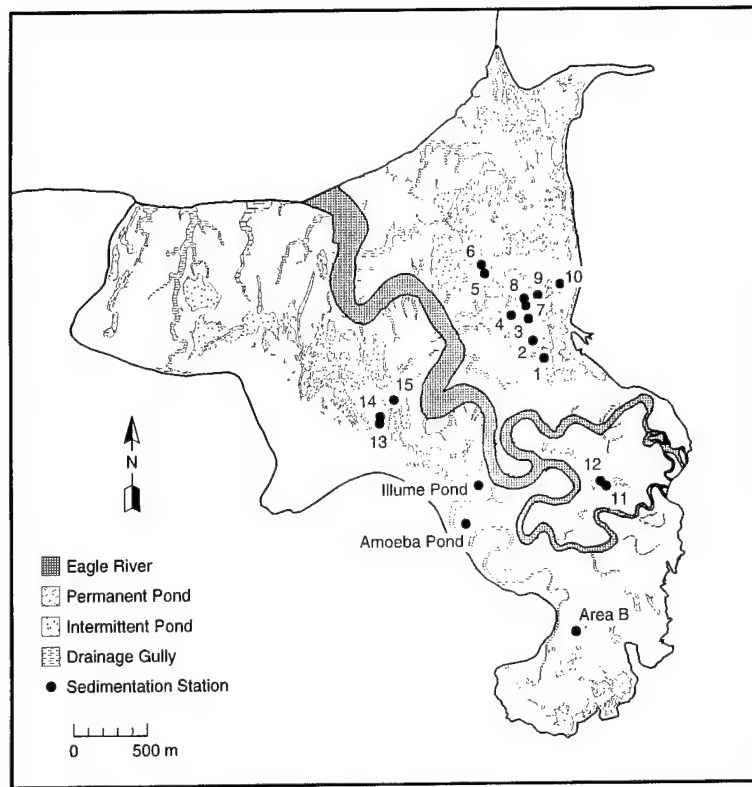 6
5
8
9
10
7
4
3
2
1
15
14
13
12
11
Illume Pond
Amoeba Pond
Area B
N
Eagle River
Permanent Pond
Intermittent Pond
Drainage Gully
Sedimentation Station
0 500 m